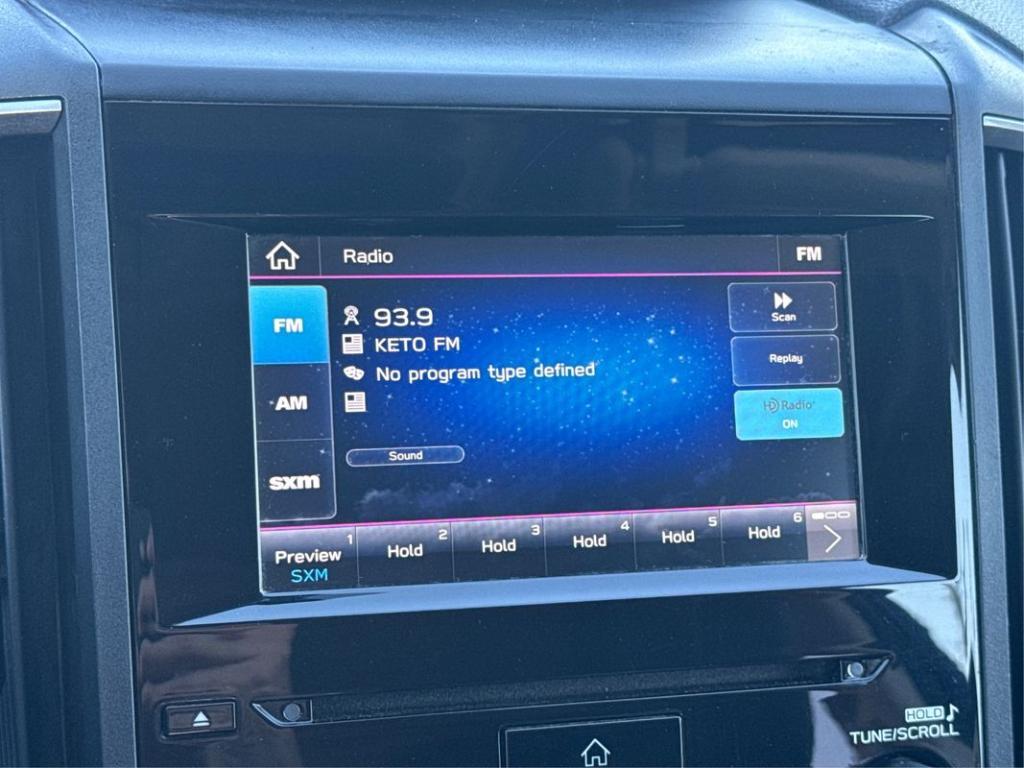 Radio
FM
FM
93.9
Scan
KETO FM
Replay
No program type defined
AM
HD Radio
ON
Sound
sxm
1
2
3
4
5
6
Preview
Hold
Hold
Hold
Hold
Hold
SXM
HOLD
TUNE/SCROLL